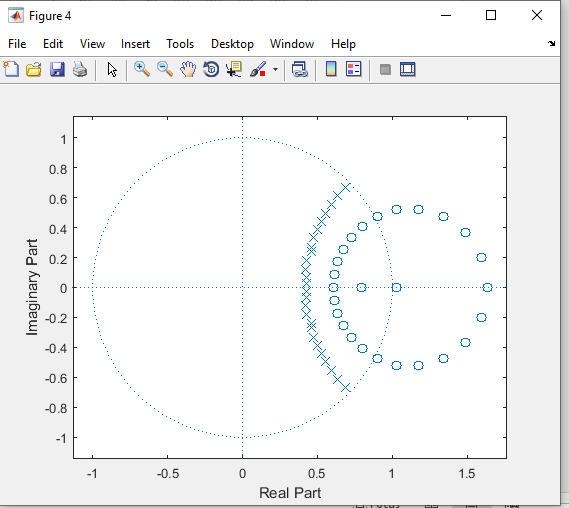 Figure 4
File Edit View Insert Tools Desktop Window Help
1
0.8
0.6
0.4
0.2
0
-0.2
-0.4
-0.6
-0.8
-1
Imaginary Part
-1 -0.5 0 0.5 1 1.5
Real Part